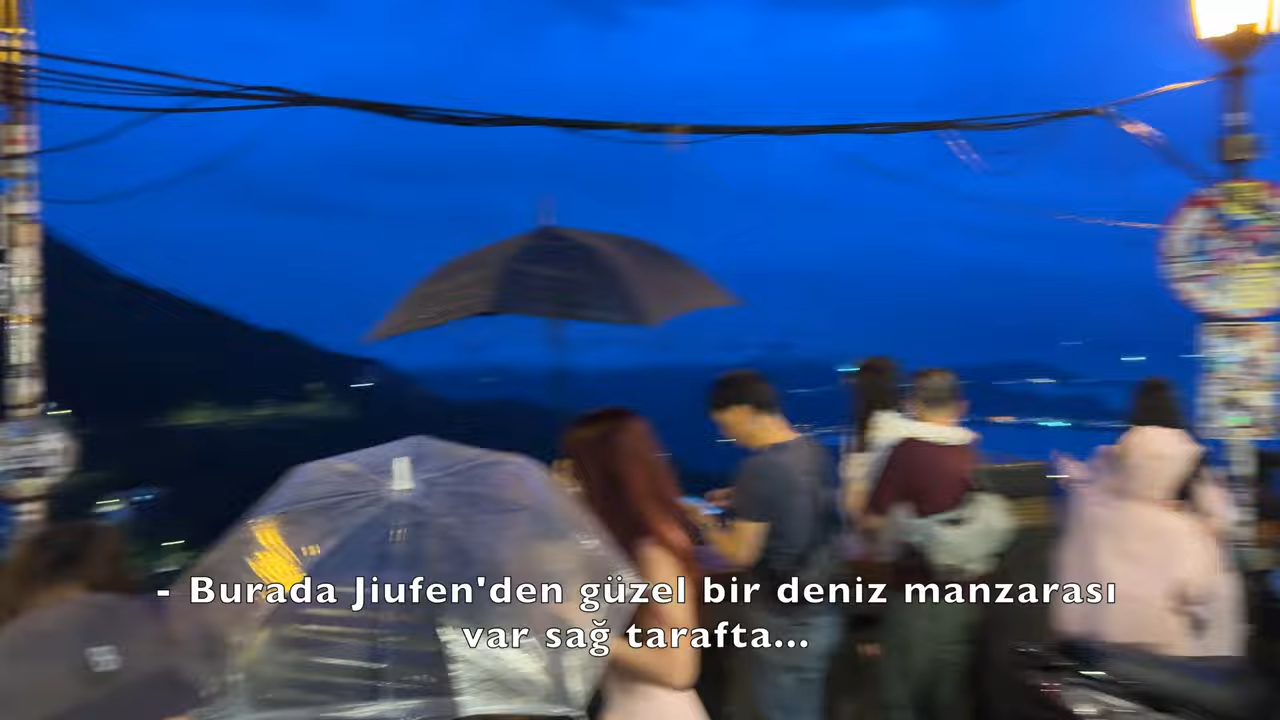 - Burada Jiufen'den güzel bir deniz manzarası
var sağ tarafta...